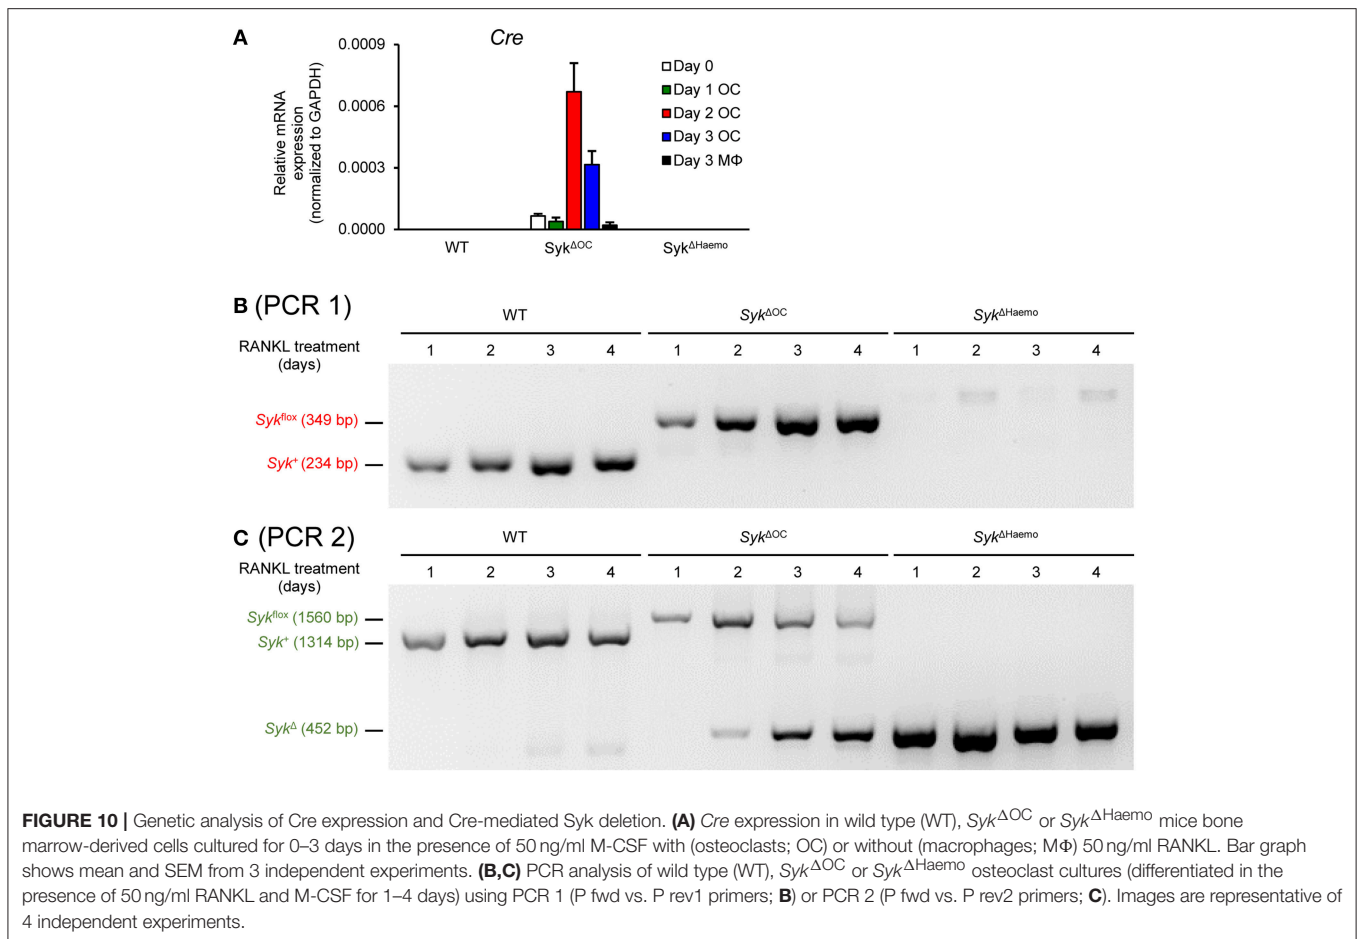 A
Cre
Relative mRNA
expression
(normalized to GAPDH)
0.0009
0.0006
0.0003
0.0000
Day 0
Day 1 OC
Day 2 OC
Day 3 OC
Day 3 MΦ
WT
Syk^ΔOC
Syk^ΔHaemo
B (PCR 1)
WT
Syk^ΔOC
Syk^ΔHaemo
RANKL treatment
(days)
1 2 3 4 1 2 3 4 1 2 3 4
Syk^flox (349 bp)
Syk^+ (234 bp)
C (PCR 2)
WT
Syk^ΔOC
Syk^ΔHaemo
RANKL treatment
(days)
1 2 3 4 1 2 3 4 1 2 3 4
Syk^flox (1560 bp)
Syk^+ (1314 bp)
Syk^Δ (452 bp)
FIGURE 10 | Genetic analysis of Cre expression and Cre-mediated Syk deletion. (A) Cre expression in wild type (WT), Syk^ΔOC or Syk^ΔHaemo mice bone
marrow-derived cells cultured for 0–3 days in the presence of 50 ng/ml M-CSF with (osteoclasts; OC) or without (macrophages; MΦ) 50 ng/ml RANKL. Bar graph
shows mean and SEM from 3 independent experiments. (B,C) PCR analysis of wild type (WT), Syk^ΔOC or Syk^ΔHaemo osteoclast cultures (differentiated in the
presence of 50 ng/ml RANKL and M-CSF for 1–4 days) using PCR 1 (P fwd vs. P rev1 primers; B) or PCR 2 (P fwd vs. P rev2 primers; C). Images are representative of
4 independent experiments.